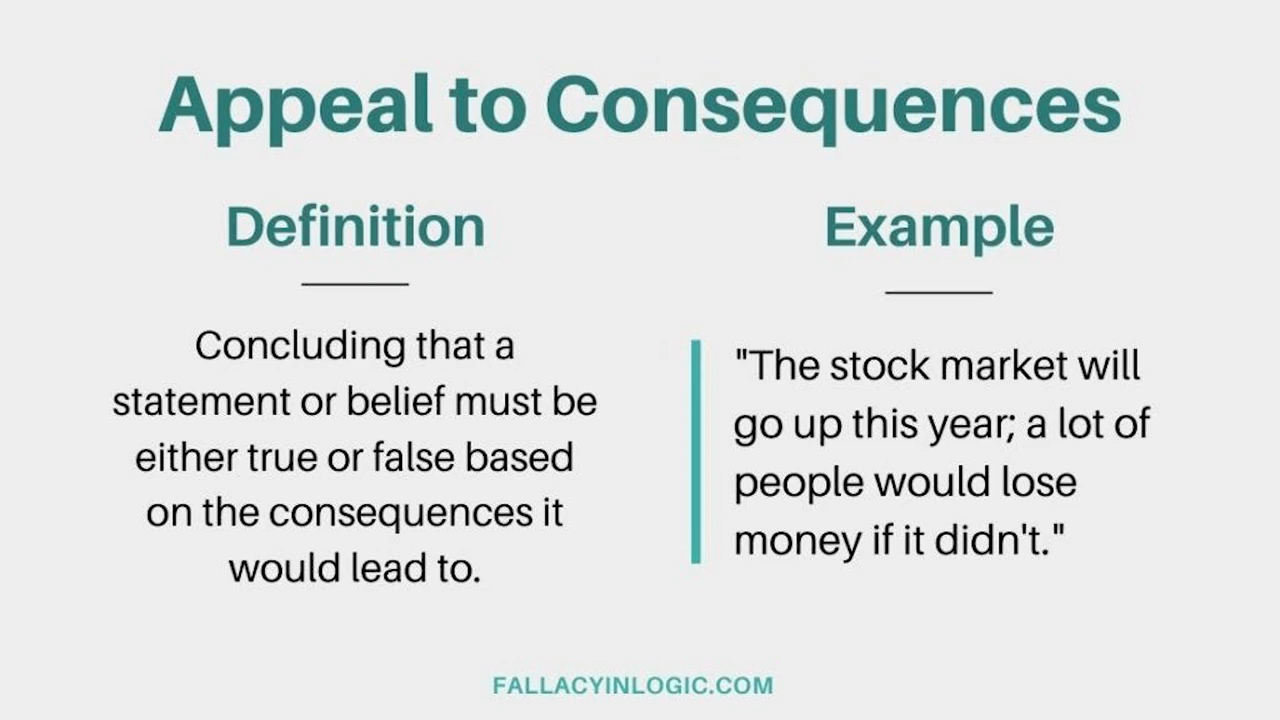 Appeal to Consequences
Definition
Concluding that a
statement or belief must be
either true or false based
on the consequences it
would lead to.
Example
"The stock market will
go up this year; a lot of
people would lose
money if it didn't."
FALLACYINLOGIC.COM